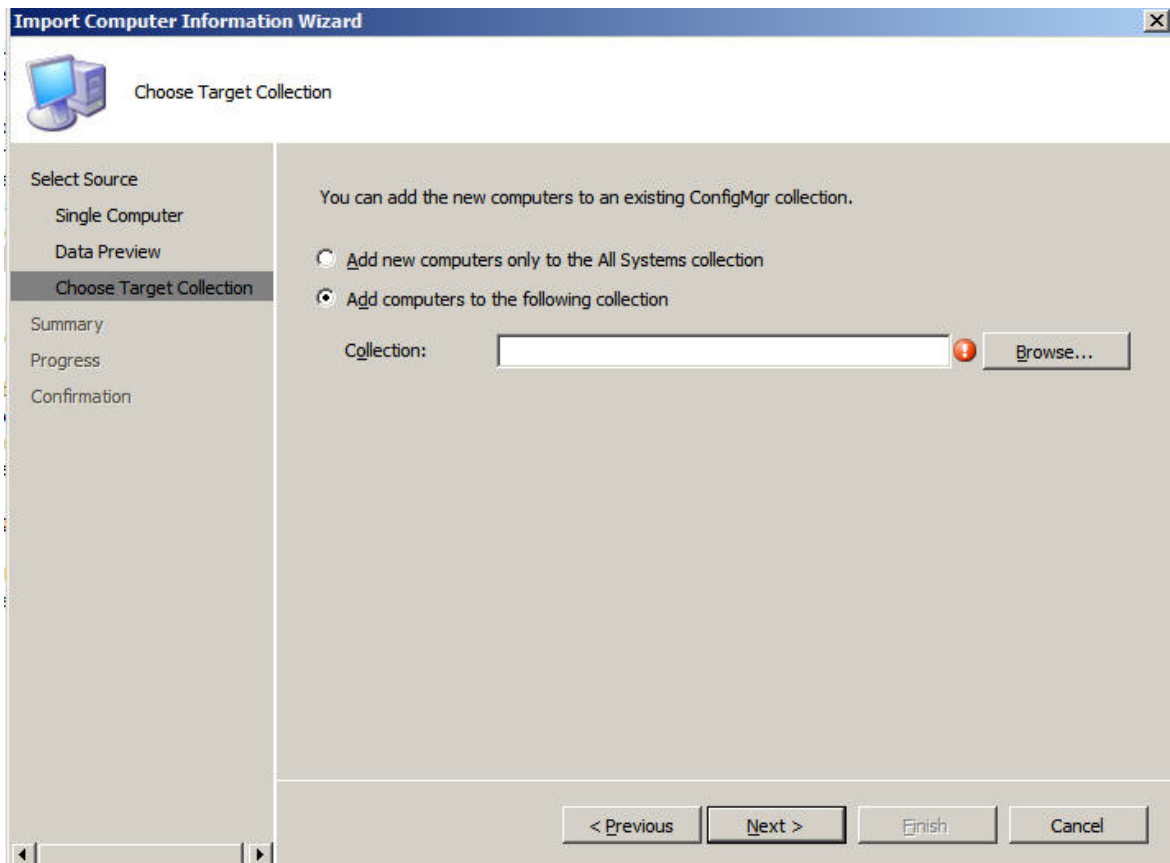 Import Computer Information Wizard
Choose Target Collection
Select Source
Single Computer
Data Preview
Choose Target Collection
Summary
Progress
Confirmation
You can add the new computers to an existing ConfigMgr collection.
Add new computers only to the All Systems collection
Add computers to the following collection
Collection:
Browse...
< Previous
Next >
Finish
Cancel